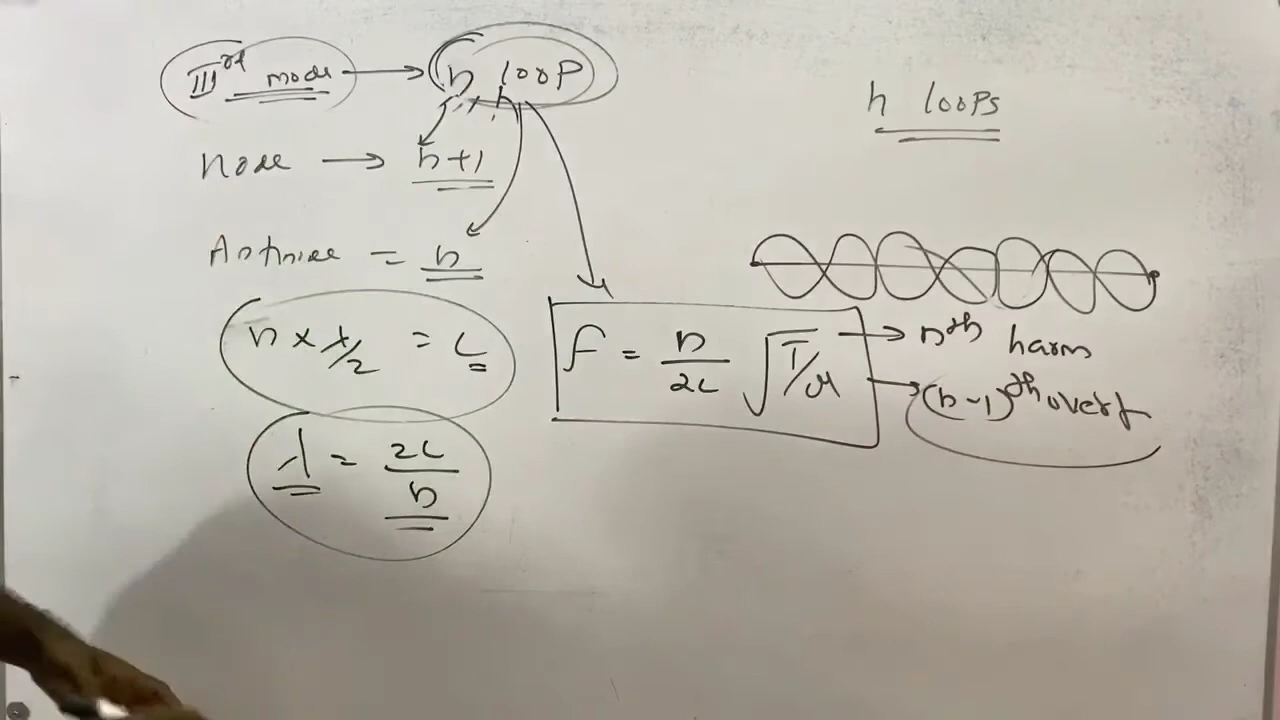 IIIrd mode → n loop
n loops
Node → n+1
Antinode = n
n × λ/2 = L
f = n/2L √T/μ → nth harm
→ (n-1)th overt
λ = 2L/n